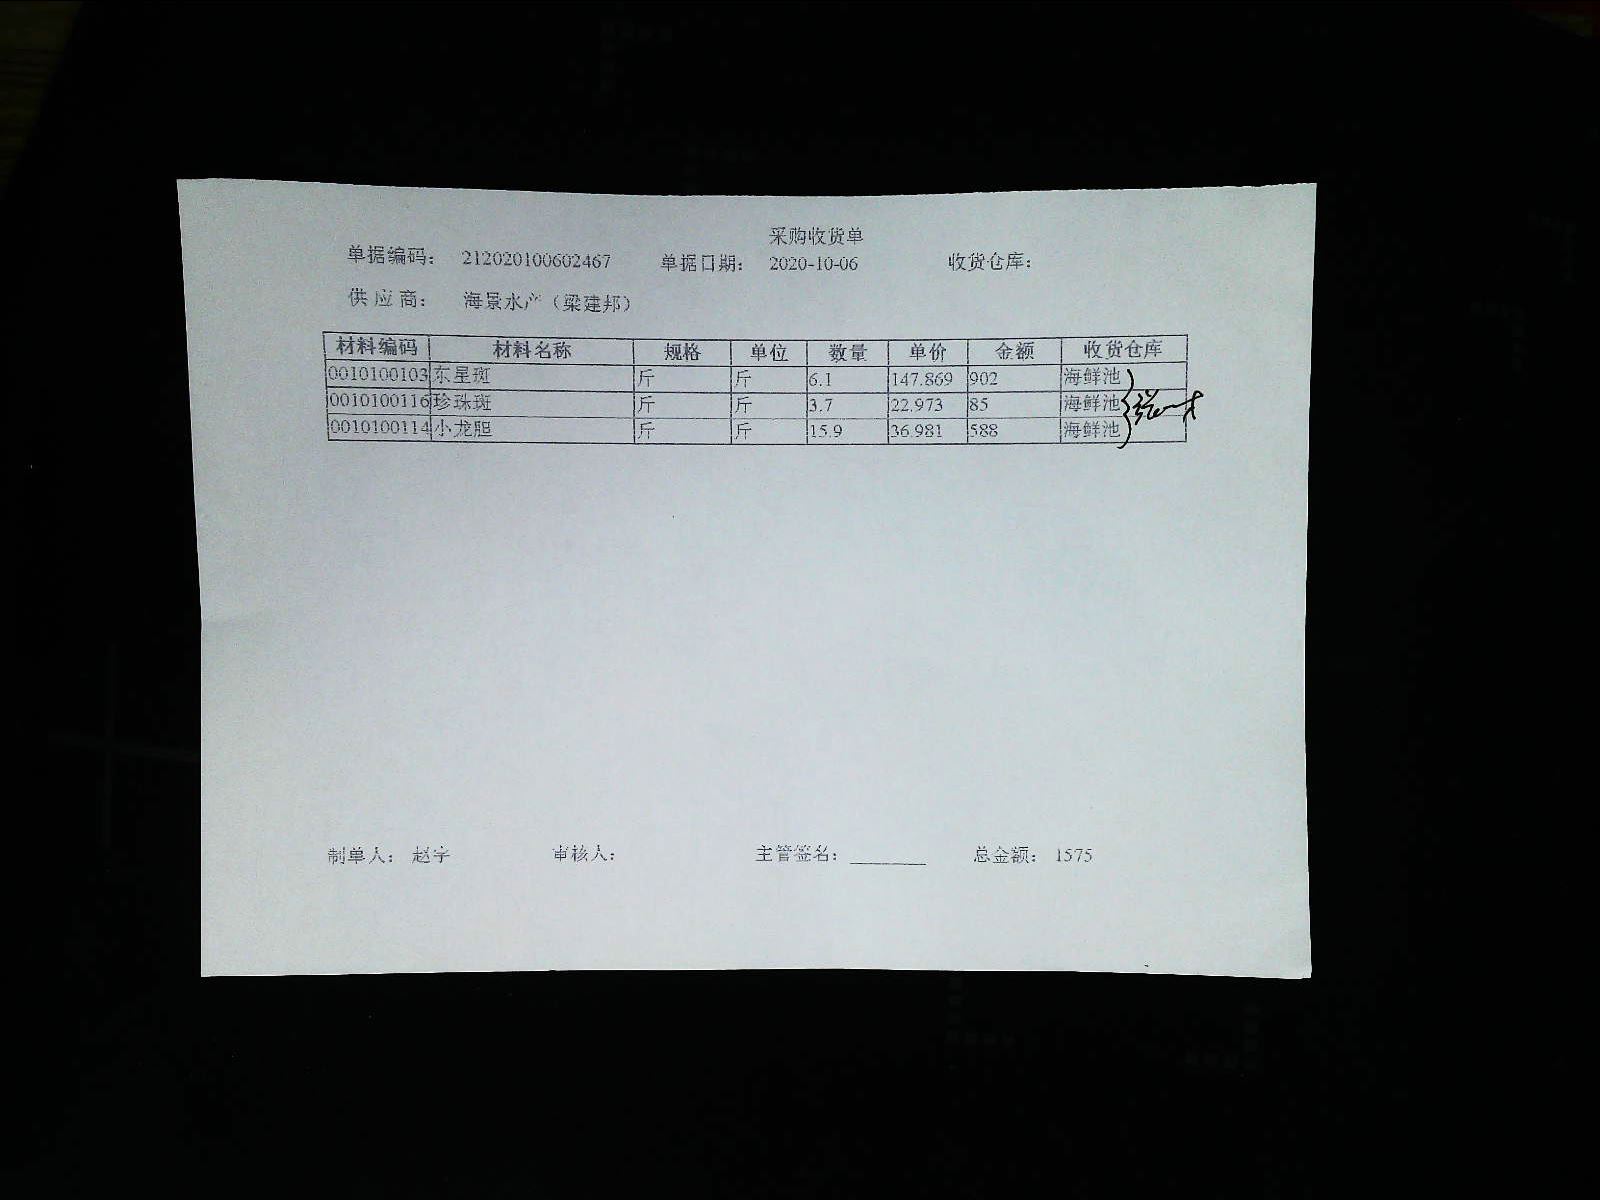 采购收货单
单据编码： 212020100602467 单据日期： 2020-10-06 收货仓库：
供 应 商： 海景水产（梁建邦）
材料编码 材料名称 规格 单位 数量 单价 金额 收货仓库
0010100103 东星斑 斤 斤 6.1 147.869 902 海鲜池
0010100116 珍珠斑 斤 斤 3.7 22.973 85 海鲜池
0010100114 小龙胆 斤 斤 15.9 36.981 588 海鲜池
制单人： 赵宇 审核人： 主管签名： 总金额： 1575